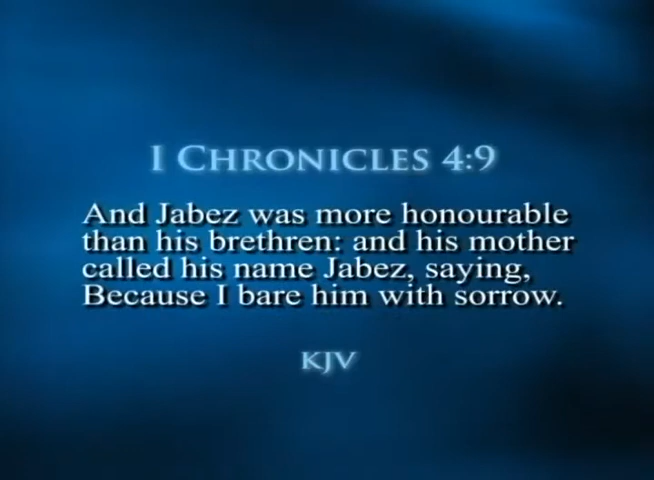 I CHRONICLES 4:9
And Jabez was more honourable
than his brethren: and his mother
called his name Jabez, saying,
Because I bare him with sorrow.
KJV